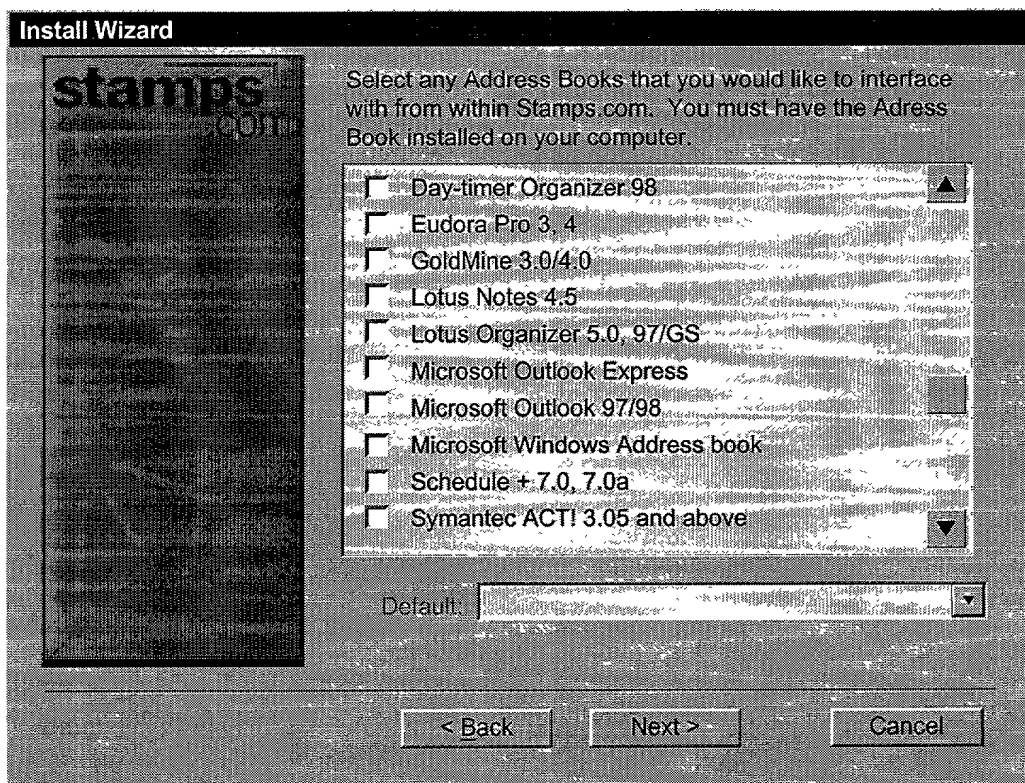 Install Wizard
stamps
.com
Select any Address Books that you would like to interface
with from within Stamps.com. You must have the Adress
Book installed on your computer.
Day-timer Organizer 98
Eudora Pro 3, 4
GoldMine 3.0/4.0
Lotus Notes 4.5
Lotus Organizer 5.0, 97/GS
Microsoft Outlook Express
Microsoft Outlook 97/98
Microsoft Windows Address book
Schedule + 7.0, 7.0a
Symantec ACT! 3.05 and above
Default:
< Back
Next >
Cancel